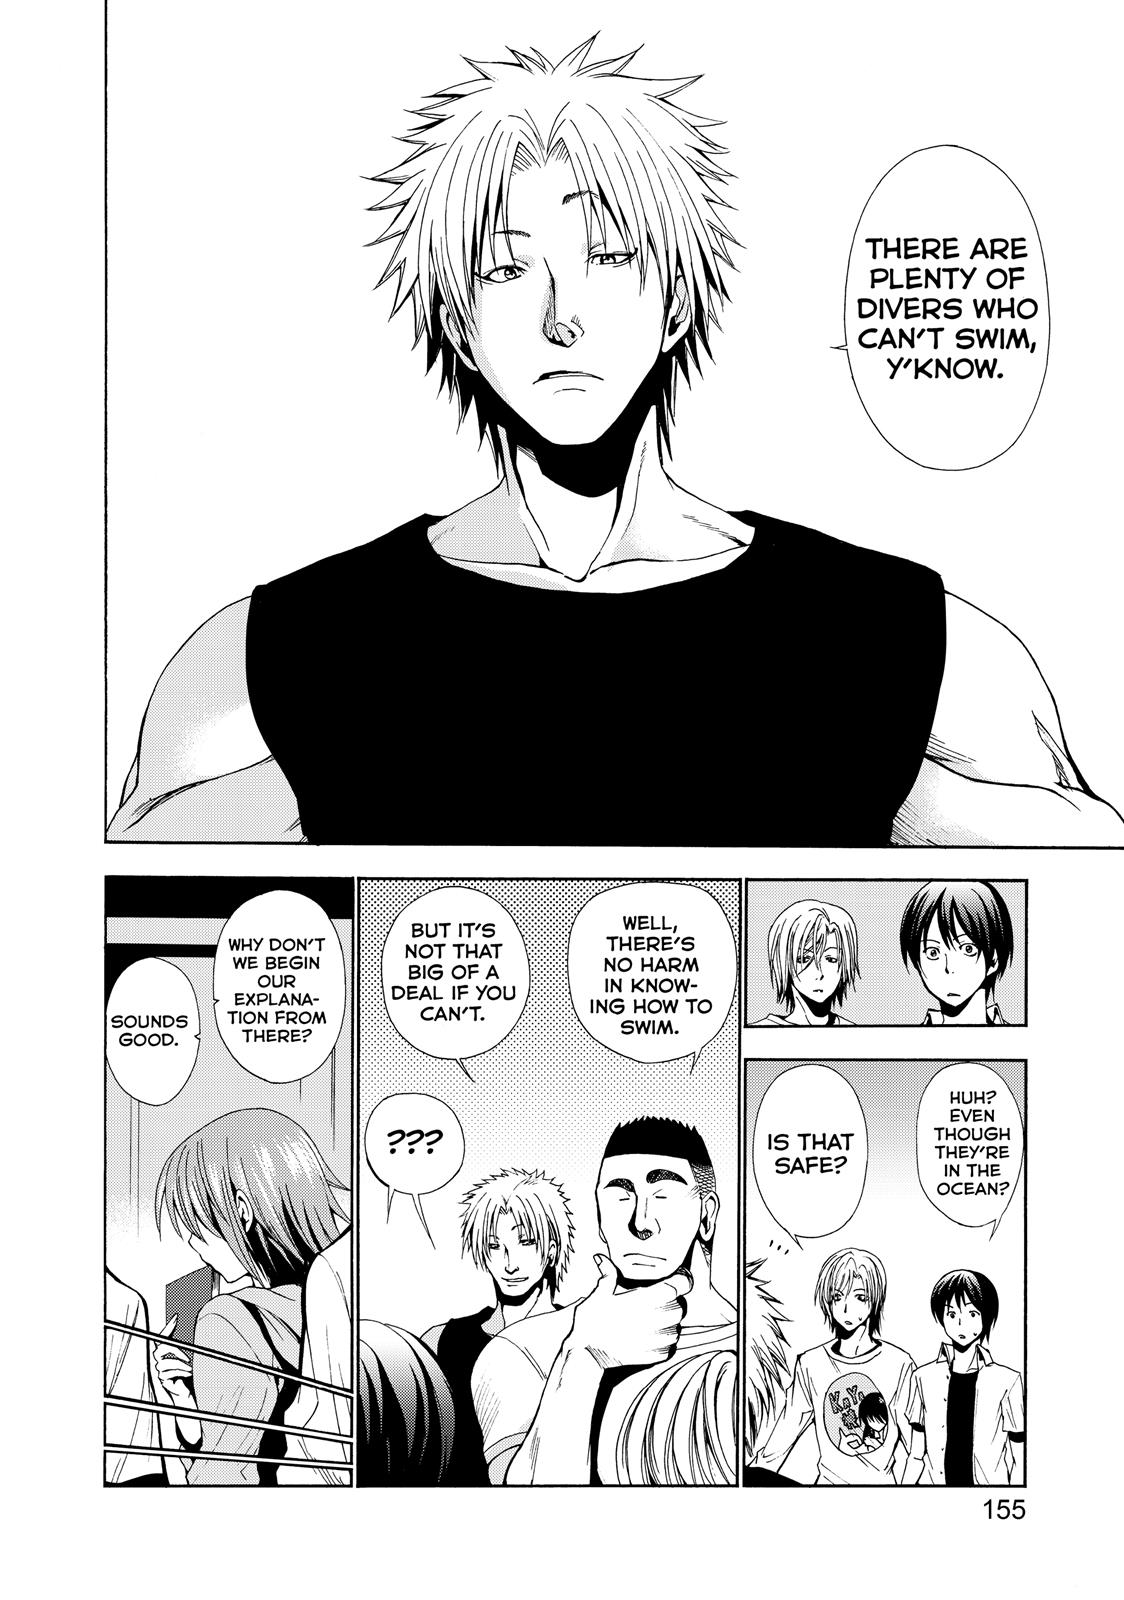 THERE ARE
PLENTY OF
DIVERS WHO
CAN'T SWIM,
Y'KNOW.
HUH?
EVEN
THOUGH
THEY'RE
IN THE
OCEAN?
IS THAT
SAFE?
KAYA
WELL,
THERE'S
NO HARM
IN KNOW-
ING HOW TO
SWIM.
BUT IT'S
NOT THAT
BIG OF A
DEAL IF YOU
CAN'T.
???
WHY DON'T
WE BEGIN
OUR
EXPLANA-
TION FROM
THERE?
SOUNDS
GOOD.
155